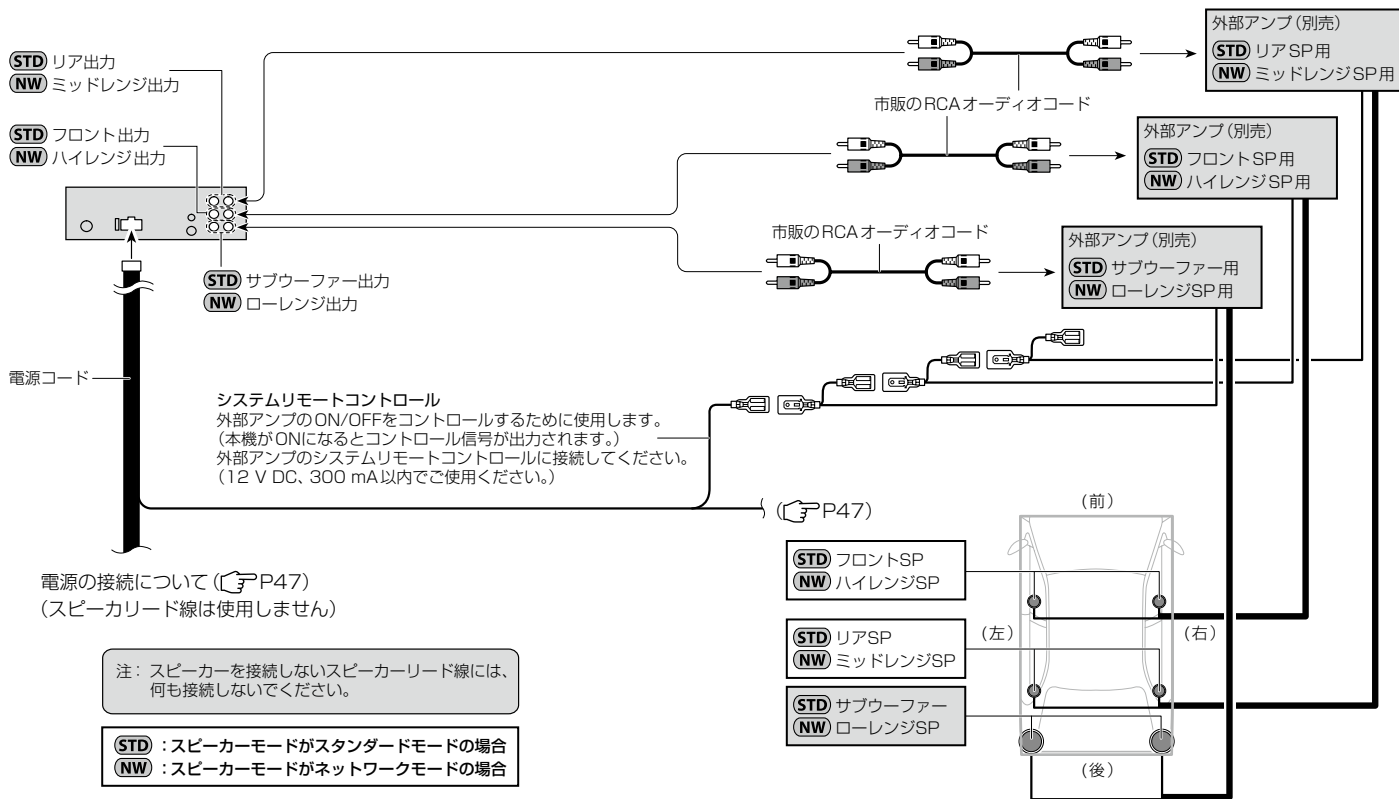 STD リア出力
NW ミッドレンジ出力
STD フロント出力
NW ハイレンジ出力
STD サブウーファー出力
NW ローレンジ出力
市販のRCAオーディオコード
市販のRCAオーディオコード
外部アンプ(別売)
STD リアSP用
NW ミッドレンジSP用
外部アンプ(別売)
STD フロントSP用
NW ハイレンジSP用
外部アンプ(別売)
STD サブウーファー用
NW ローレンジSP用
電源コード
システムリモートコントロール
外部アンプのON/OFFをコントロールするために使用します。
(本機がONになるとコントロール信号が出力されます。)
外部アンプのシステムリモートコントロールに接続してください。
(12 V DC、300 mA以内でご使用ください。)
(P47)
電源の接続について(P47)
(スピーカリード線は使用しません)
注:スピーカーを接続しないスピーカーリード線には、
何も接続しないでください。
STD :スピーカーモードがスタンダードモードの場合
NW :スピーカーモードがネットワークモードの場合
STD フロントSP
NW ハイレンジSP
STD リアSP
NW ミッドレンジSP
STD サブウーファー
NW ローレンジSP
(前)
(左)
(右)
(後)